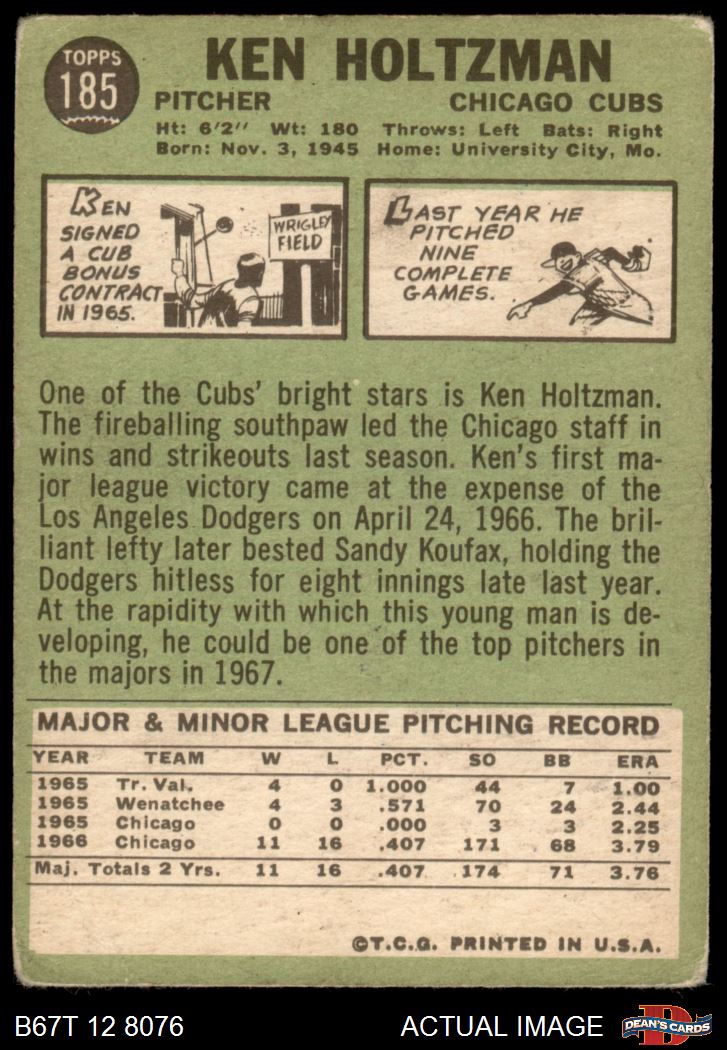 TOPPS
185
KEN HOLTZMAN
PITCHER CHICAGO CUBS
Ht: 6'2" Wt: 180 Throws: Left Bats: Right
Born: Nov. 3, 1945 Home: University City, Mo.
KEN
SIGNED
A CUB
BONUS
CONTRACT
IN 1965.
WRIGLEY
FIELD
LAST YEAR HE
PITCHED
NINE
COMPLETE
GAMES.
One of the Cubs' bright stars is Ken Holtzman.
The fireballing southpaw led the Chicago staff in
wins and strikeouts last season. Ken's first ma-
jor league victory came at the expense of the
Los Angeles Dodgers on April 24, 1966. The bril-
liant lefty later bested Sandy Koufax, holding the
Dodgers hitless for eight innings late last year.
At the rapidity with which this young man is de-
veloping, he could be one of the top pitchers in
the majors in 1967.
MAJOR & MINOR LEAGUE PITCHING RECORD
YEAR TEAM W L PCT. SO BB ERA
1965 Tr. Val. 4 0 1.000 44 7 1.00
1965 Wenatchee 4 3 .571 70 24 2.44
1965 Chicago 0 0 .000 3 3 2.25
1966 Chicago 11 16 .407 171 68 3.79
Maj. Totals 2 Yrs. 11 16 .407 174 71 3.76
©T.C.G. PRINTED IN U.S.A.
B67T 12 8076 ACTUAL IMAGE
D
DEAN'S CARDS